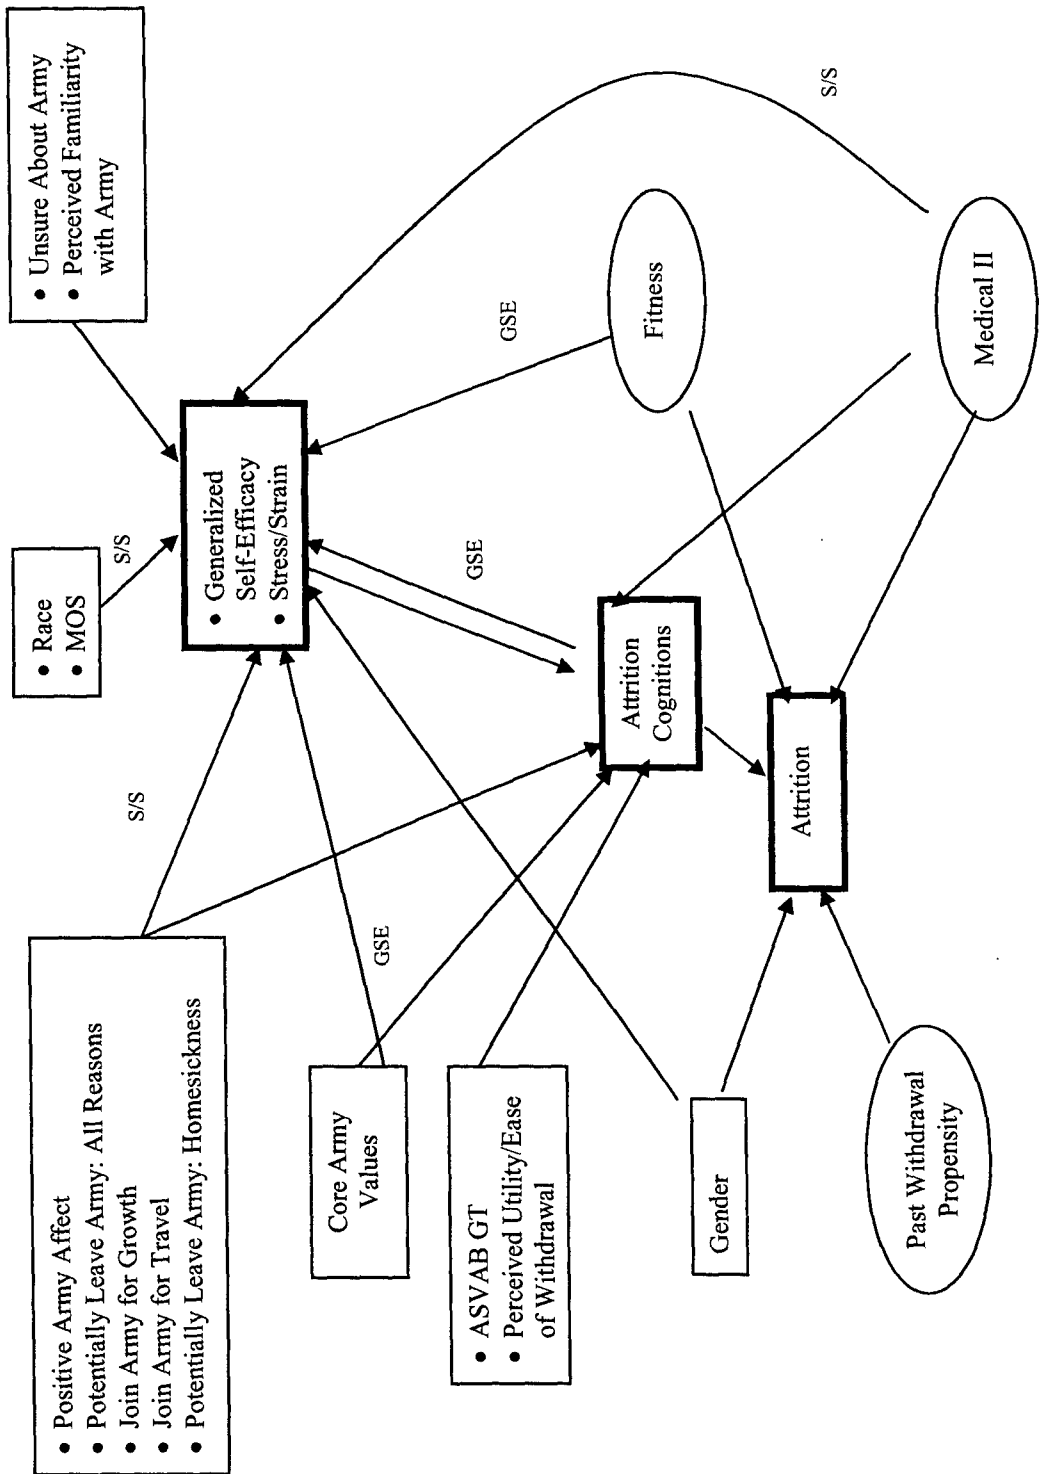 • Positive Army Affect
• Potentially Leave Army: All Reasons
• Join Army for Growth
• Join Army for Travel
• Potentially Leave Army: Homesickness
S/S
• Race
• MOS
S/S
• Unsure About Army
• Perceived Familiarity
with Army
• Generalized
Self-Efficacy
• Stress/Strain
Core Army
Values
GSE
GSE
GSE
S/S
• ASVAB GT
• Perceived Utility/Ease
of Withdrawal
Attrition
Cognitions
Fitness
Gender
Attrition
Past Withdrawal
Propensity
Medical II